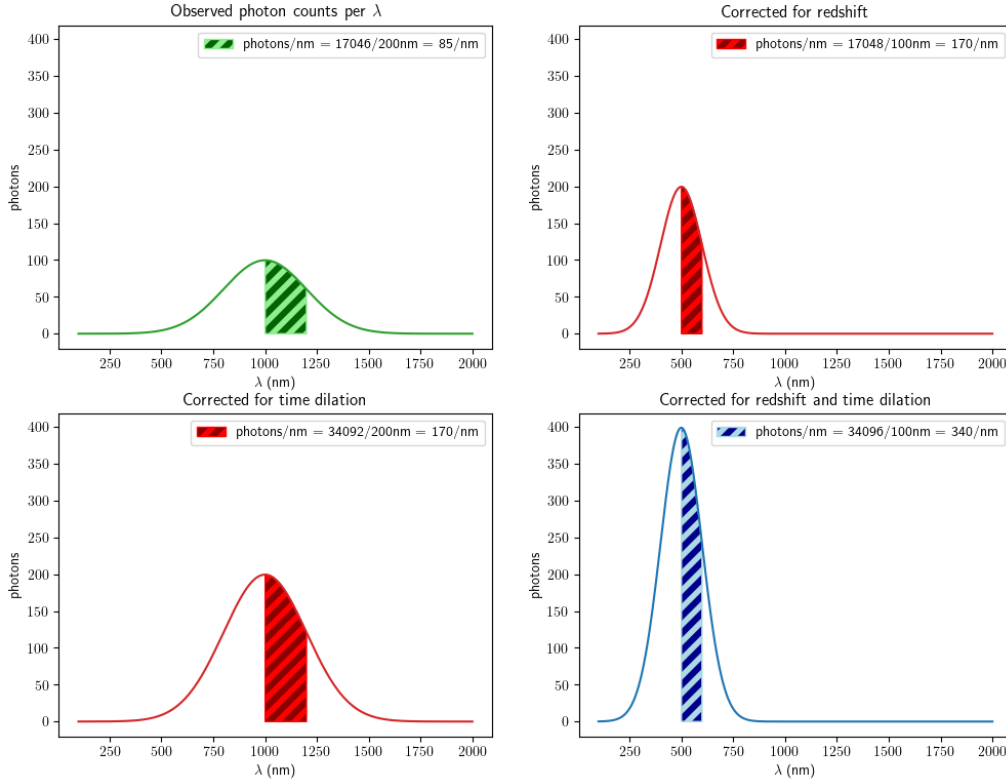 Observed photon counts per λ
photons/nm = 17046/200nm = 85/nm
400
350
300
250
200
150
100
50
0
photons
250 500 750 1000 1250 1500 1750 2000
λ (nm)
Corrected for redshift
photons/nm = 17048/100nm = 170/nm
400
350
300
250
200
150
100
50
0
photons
250 500 750 1000 1250 1500 1750 2000
λ (nm)
Corrected for time dilation
photons/nm = 34092/200nm = 170/nm
400
350
300
250
200
150
100
50
0
photons
250 500 750 1000 1250 1500 1750 2000
λ (nm)
Corrected for redshift and time dilation
photons/nm = 34096/100nm = 340/nm
400
350
300
250
200
150
100
50
0
photons
250 500 750 1000 1250 1500 1750 2000
λ (nm)